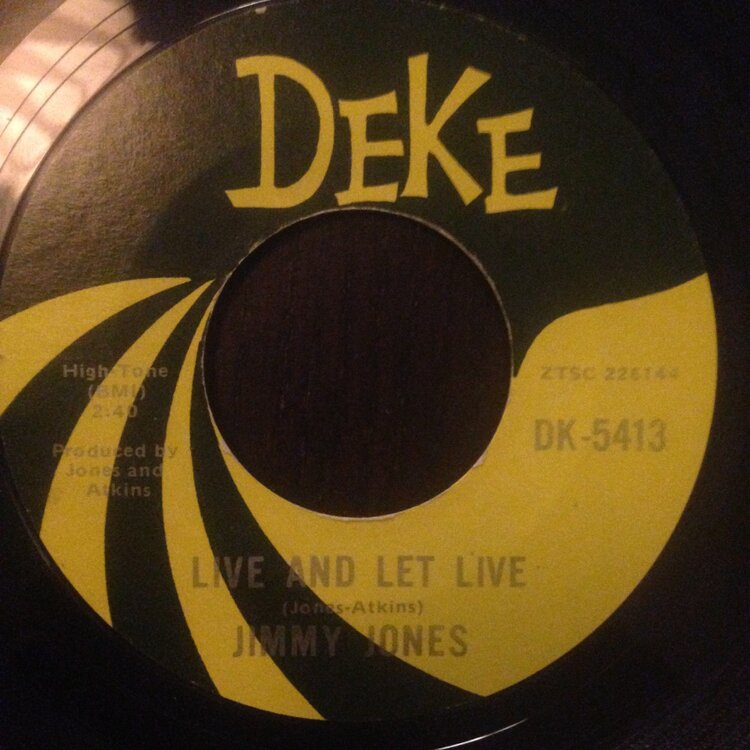 DEKE
High-Tone
(BMI)
2:40
Produced by
Jones and
Atkins
ZTSC 226144
DK-5413
LIVE AND LET LIVE
(Jones-Atkins)
JIMMY JONES